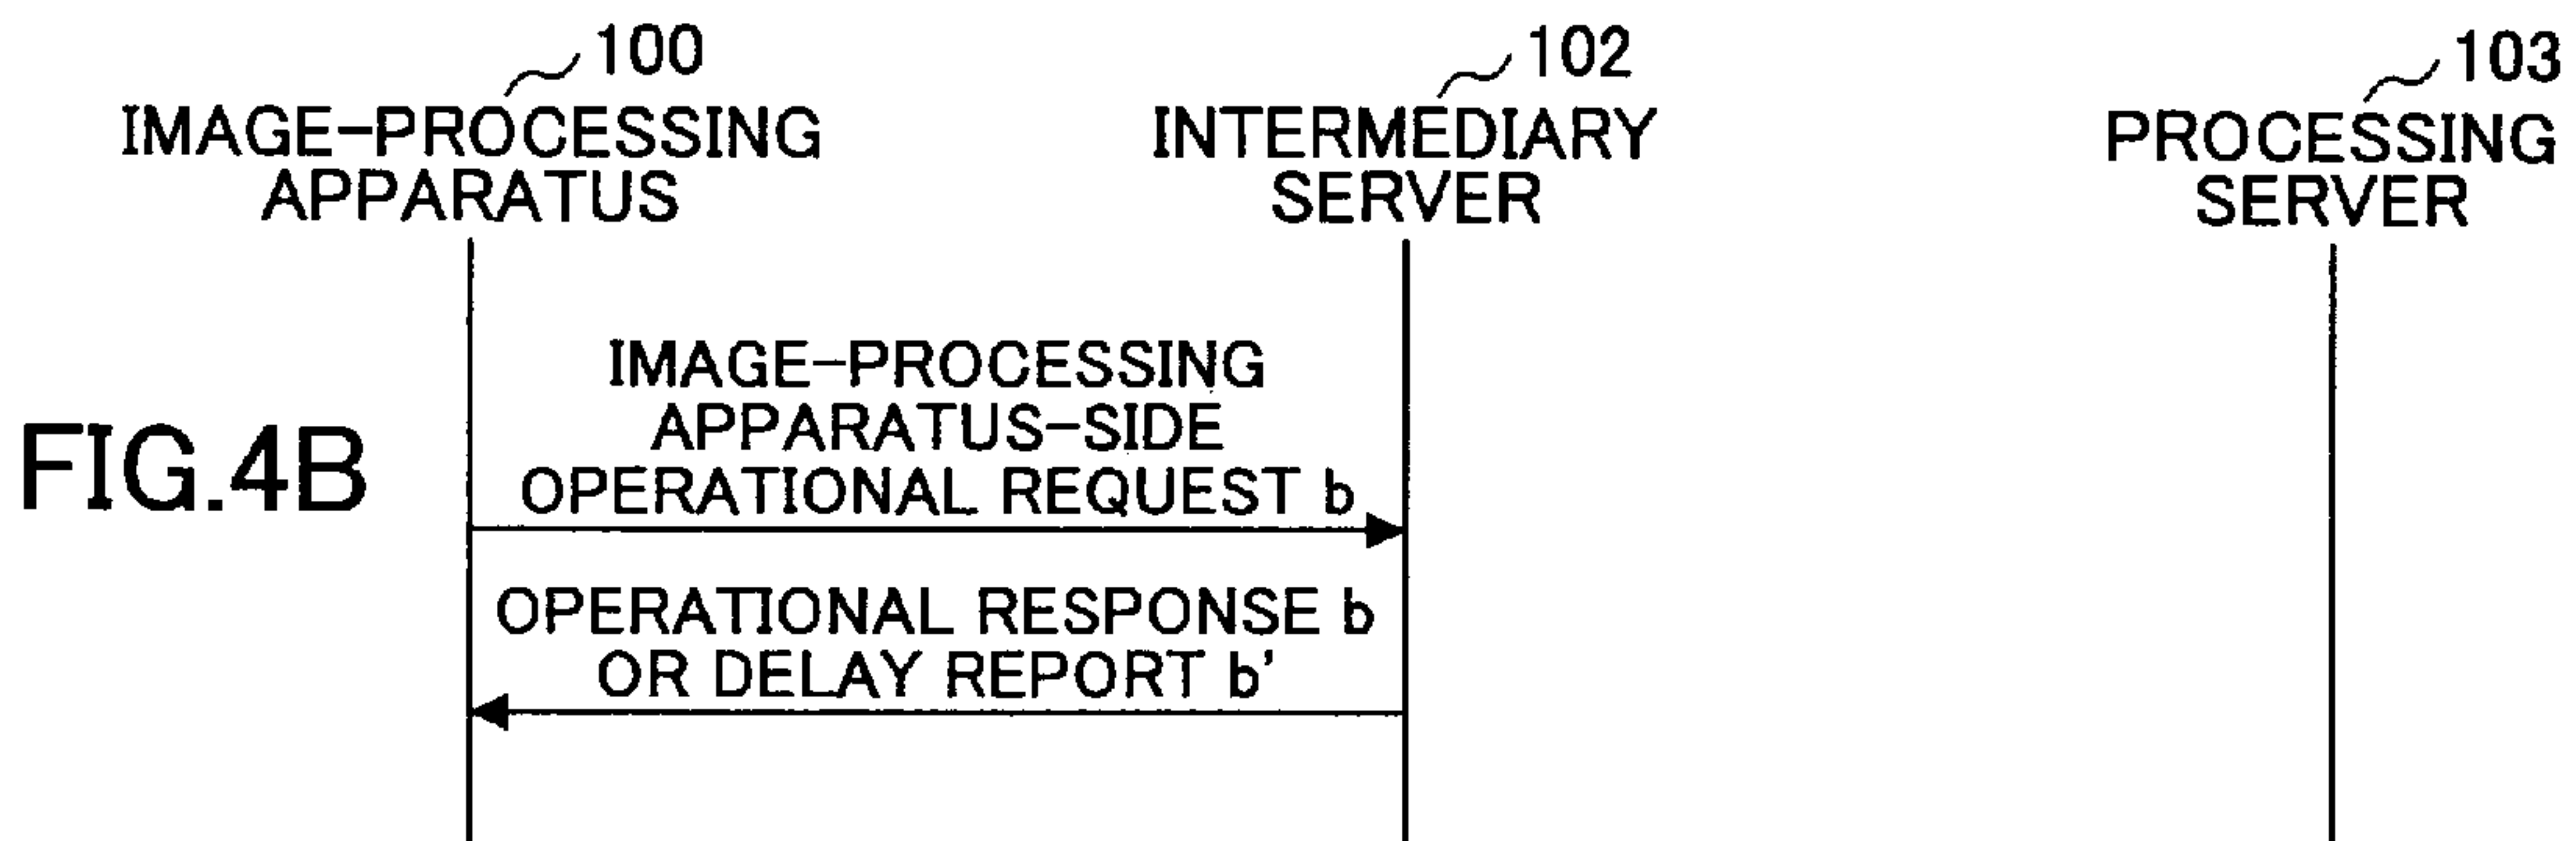 100
IMAGE-PROCESSING
APPARATUS
102
INTERMEDIARY
SERVER
103
PROCESSING
SERVER
FIG.4B
IMAGE-PROCESSING
APPARATUS-SIDE
OPERATIONAL REQUEST b
OPERATIONAL RESPONSE b
OR DELAY REPORT b'